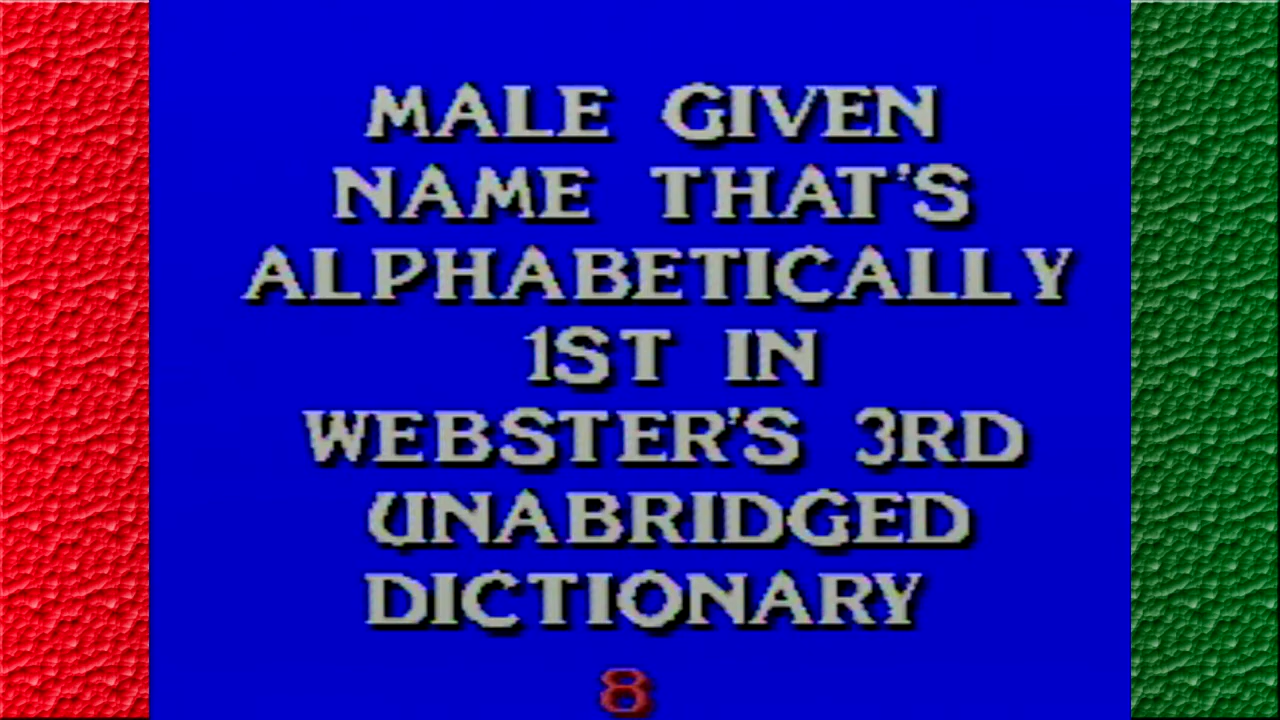 MALE GIVEN
NAME THAT'S
ALPHABETICALLY
1ST IN
WEBSTER'S 3RD
UNABRIDGED
DICTIONARY
8